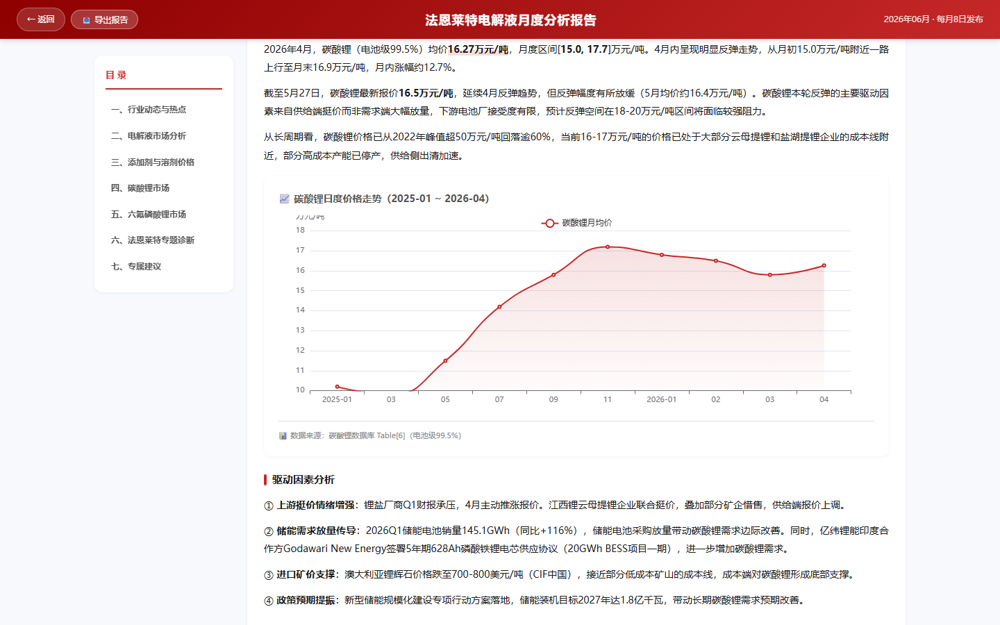 ← 返回
导出报告
法恩莱特电解液月度分析报告
2026年06月 · 每月8日发布
目 录
一、行业动态与热点
二、电解液市场分析
三、添加剂与溶剂价格
四、碳酸锂市场
五、六氟磷酸锂市场
六、法恩莱特专题诊断
七、专属建议
2026年4月，碳酸锂（电池级99.5%）均价16.27万元/吨，月度区间[15.0, 17.7]万元/吨。4月内呈现明显反弹走势，从月初15.0万元/吨附近一路
上行至月末16.9万元/吨，月内涨幅约12.7%。
截至5月27日，碳酸锂最新报价16.5万元/吨，延续4月反弹趋势，但反弹幅度有所放缓（5月均价约16.4万元/吨）。碳酸锂本轮反弹的主要驱动因
素来自供给端挺价而非需求端大幅放量，下游电池厂接受度有限，预计反弹空间在18-20万元/吨区间将面临较强阻力。
从长周期看，碳酸锂价格已从2022年峰值超50万元/吨回落逾60%，当前16-17万元/吨的价格已处于大部分云母提锂和盐湖提锂企业的成本线附
近，部分高成本产能已停产，供给侧出清加速。
碳酸锂日度价格走势（2025-01 ~ 2026-04）
万元/吨
碳酸锂月均价
18
17
16
15
14
13
12
11
10
2025-01 03 05 07 09 11 2026-01 02 03 04
数据来源：碳酸锂数据库 Table[6]（电池级99.5%）
驱动因素分析
① 上游挺价情绪增强：锂盐厂商Q1财报承压，4月主动推涨报价。江西锂云母提锂企业联合挺价，叠加部分矿企惜售，供给端报价上调。
② 储能需求放量传导：2026Q1储能电池销量145.1GWh（同比+116%），储能电池采购放量带动碳酸锂需求边际改善。同时，亿纬锂能印度合
作方Godawari New Energy签署5年期628Ah磷酸铁锂电芯供应协议（20GWh BESS项目一期），进一步增加碳酸锂需求。
③ 进口矿价支撑：澳大利亚锂辉石价格跌至700-800美元/吨（CIF中国），接近部分低成本矿山的成本线，成本端对碳酸锂形成底部支撑。
④ 政策预期提振：新型储能规模化建设专项行动方案落地，储能装机目标2027年达1.8亿千瓦，带动长期碳酸锂需求预期改善。